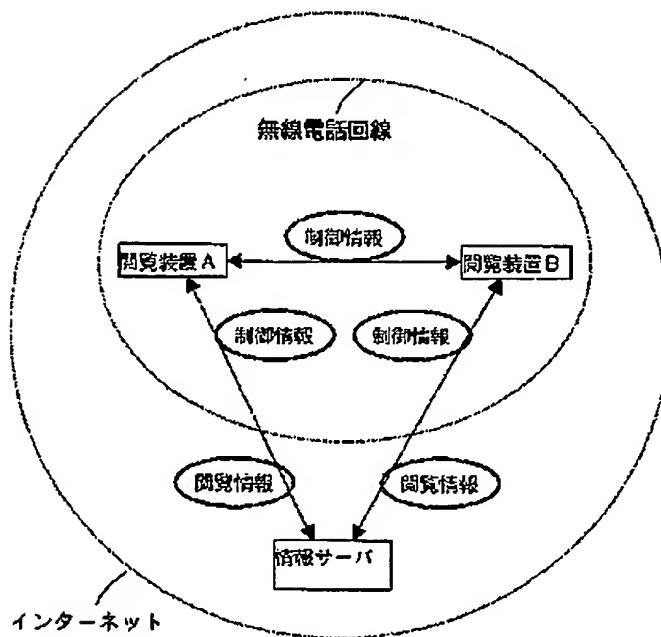 無線電話回線
制御情報
閲覧装置A
閲覧装置B
制御情報
制御情報
閲覧情報
閲覧情報
情報サーバ
インターネット